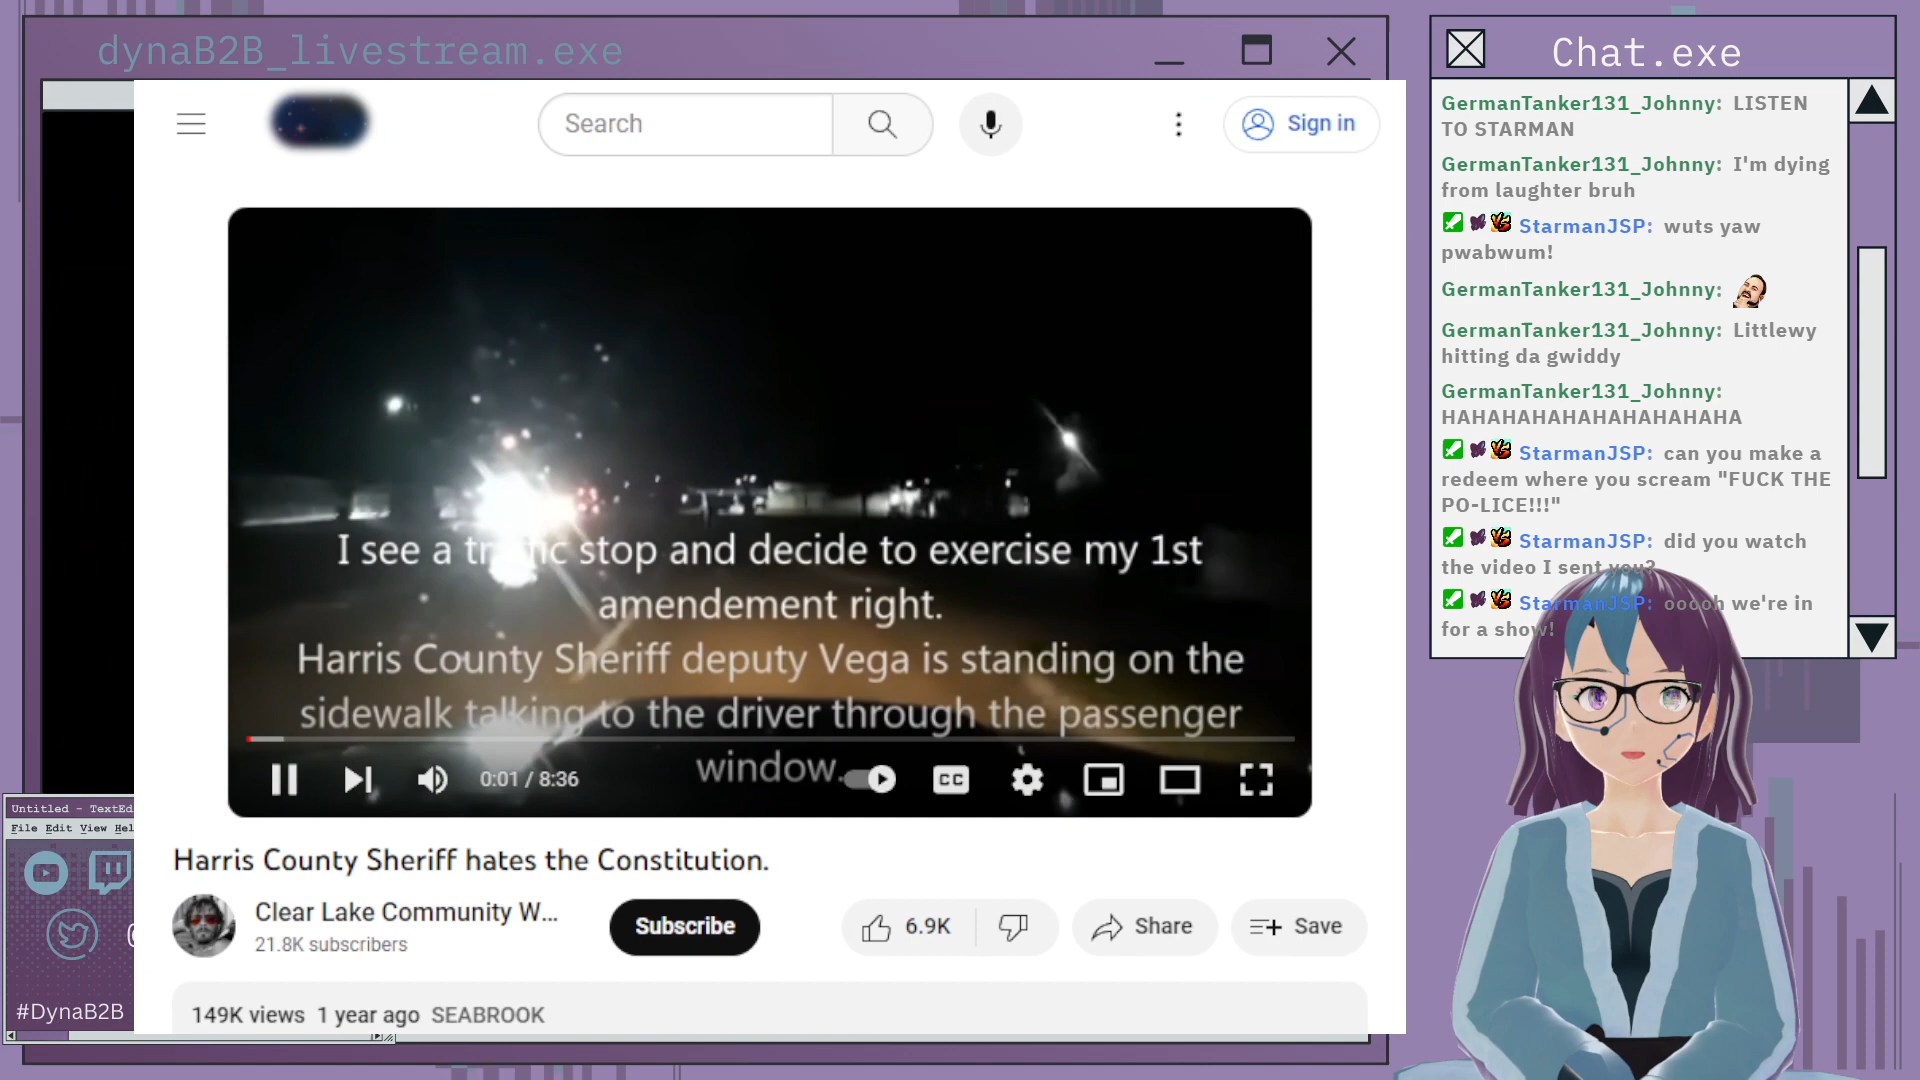 dynaB2B_livestream.exe
Search
Sign in
I see a traffic stop and decide to exercise my 1st
amendement right.
Harris County Sheriff deputy Vega is standing on the
sidewalk talking to the driver through the passenger
window.
0:01 / 8:36
CC
Harris County Sheriff hates the Constitution.
Clear Lake Community W...
21.8K subscribers
Subscribe
6.9K
Share
Save
149K views 1 year ago SEABROOK
Untitled - TextEd
File Edit View Hel
#DynaB2B
Chat.exe
GermanTanker131_Johnny: LISTEN
TO STARMAN
GermanTanker131_Johnny: I'm dying
from laughter bruh
StarmanJSP: wuts yaw
pwabwum!
GermanTanker131_Johnny:
GermanTanker131_Johnny: Littlewy
hitting da gwiddy
GermanTanker131_Johnny:
HAHAHAHAHAHAHAHAHAHA
StarmanJSP: can you make a
redeem where you scream "FUCK THE
PO-LICE!!!"
StarmanJSP: did you watch
the video I sent you?
StarmanJSP: ooooh we're in
for a show!